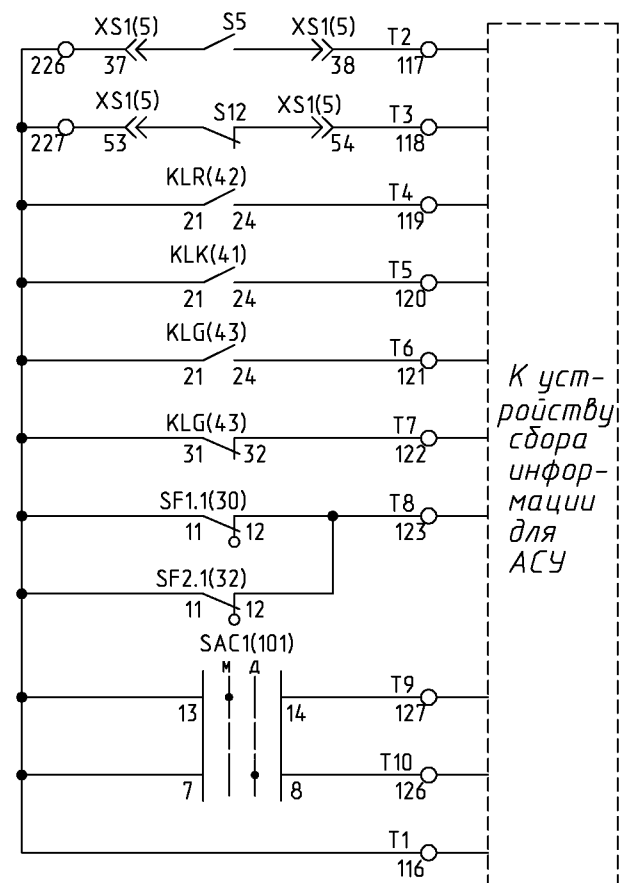 XS1(5) S5 XS1(5) T2
226 37 38 117
XS1(5) S12 XS1(5) T3
227 53 54 118
KLR(42) T4
21 24 119
KLK(41) T5
21 24 120
KLG(43) T6
21 24 121
KLG(43) T7
31 32 122
SF1.1(30) T8
11 12 123
SF2.1(32)
11 12
SAC1(101)
М Д
T9
13 14 127
T10
7 8 126
T1
116
К уст-
ройству
сбора
инфор-
мации
для
АСУ